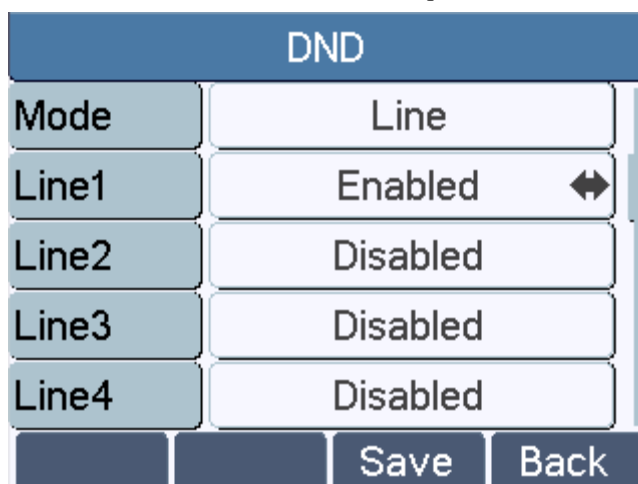 DND
Mode Line
Line1 Enabled
Line2 Disabled
Line3 Disabled
Line4 Disabled
Save Back